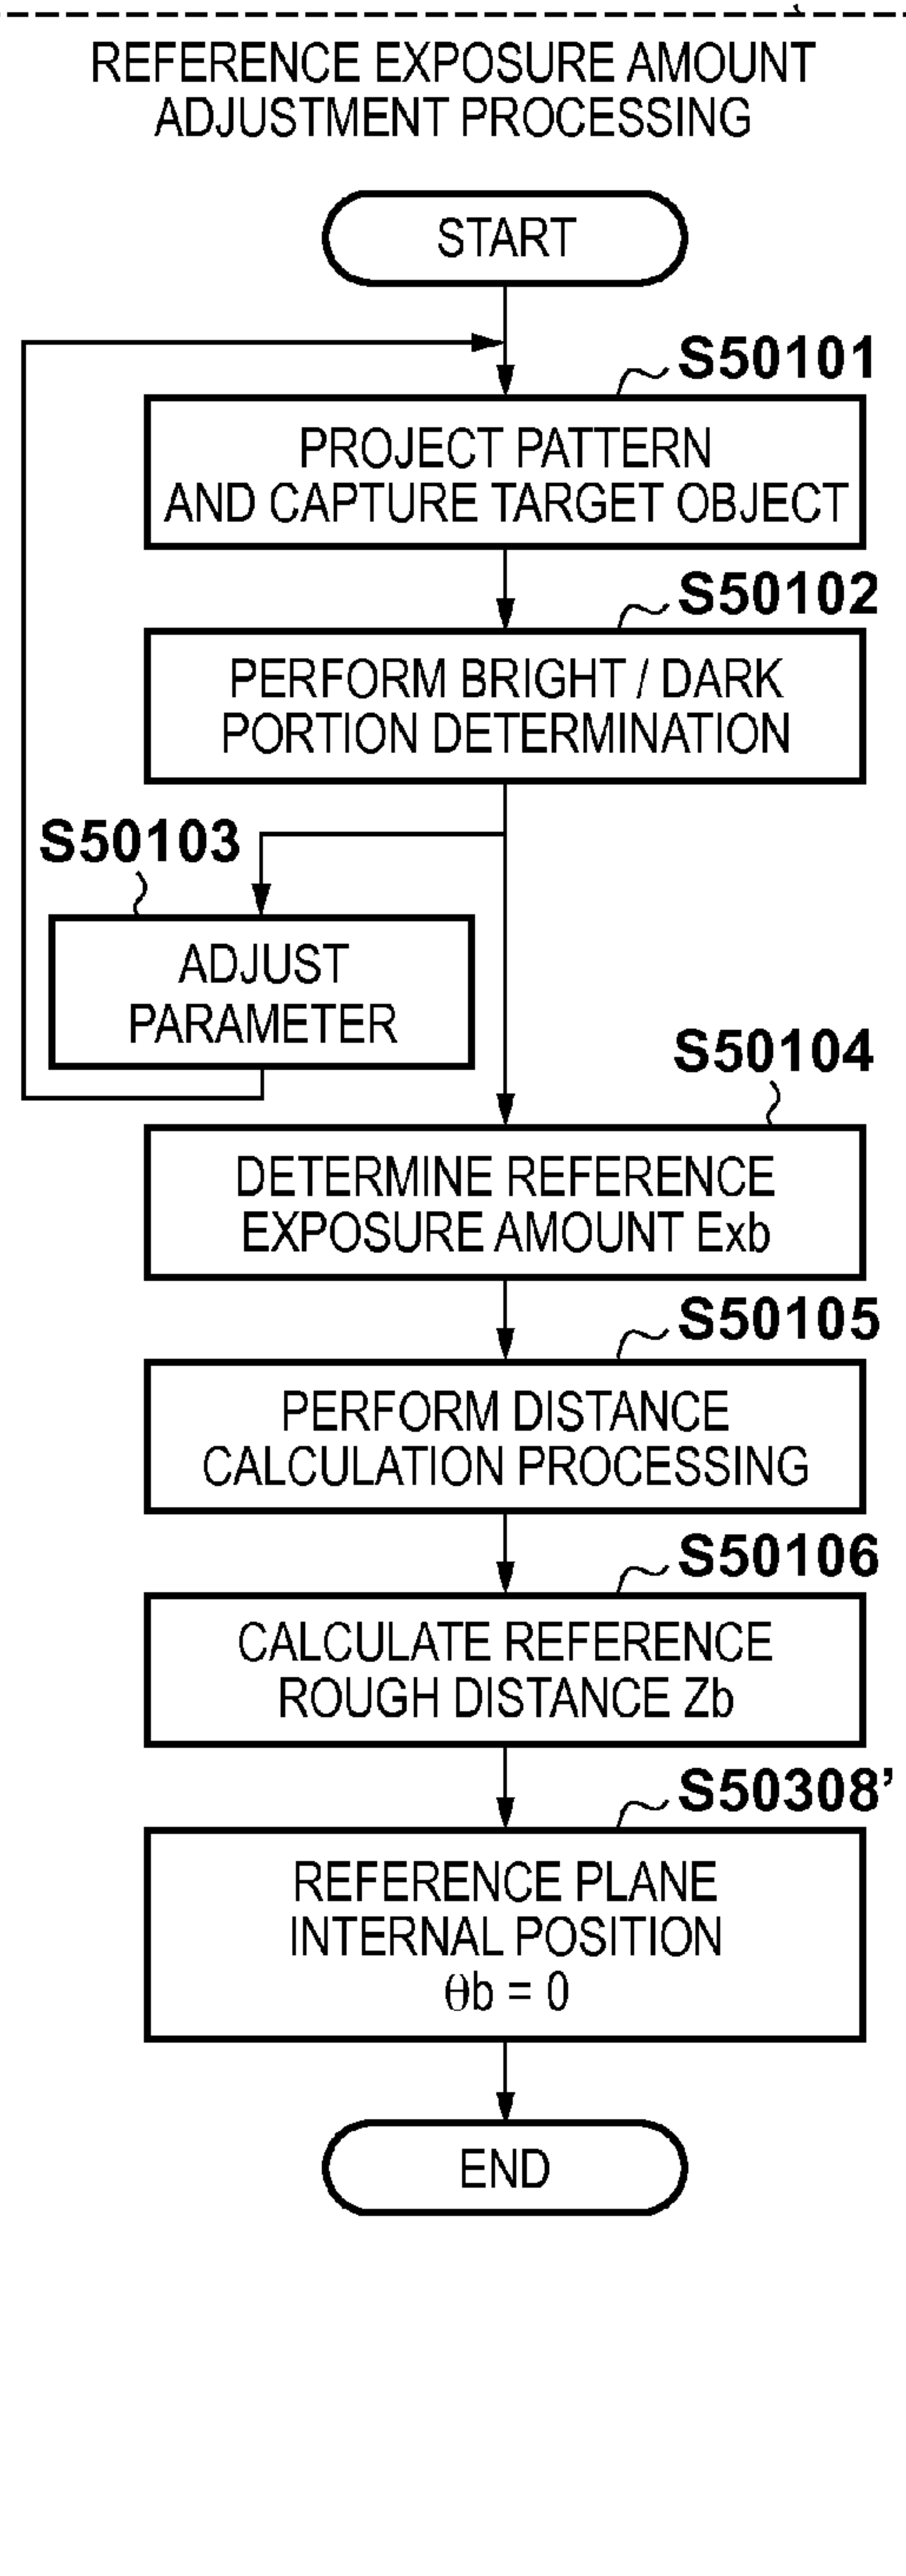 REFERENCE EXPOSURE AMOUNT
ADJUSTMENT PROCESSING
START
S50101
PROJECT PATTERN
AND CAPTURE TARGET OBJECT
S50102
PERFORM BRIGHT / DARK
PORTION DETERMINATION
S50103
ADJUST
PARAMETER
S50104
DETERMINE REFERENCE
EXPOSURE AMOUNT Exb
S50105
PERFORM DISTANCE
CALCULATION PROCESSING
S50106
CALCULATE REFERENCE
ROUGH DISTANCE Zb
S50308’
REFERENCE PLANE
INTERNAL POSITION
θb = 0
END